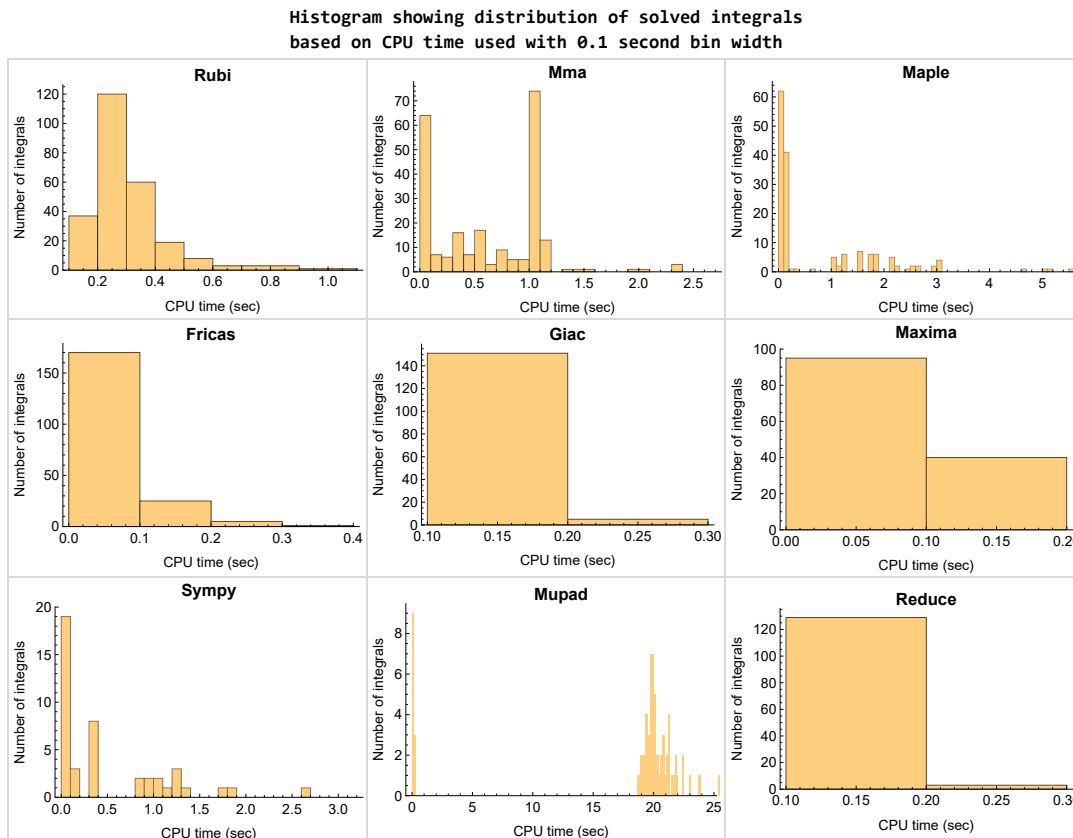 Histogram showing distribution of solved integrals
based on CPU time used with 0.1 second bin width
Rubi
Number of integrals
120
100
80
60
40
20
0
0.2 0.4 0.6 0.8 1.0
CPU time (sec)
Mma
Number of integrals
70
60
50
40
30
20
10
0
0.0 0.5 1.0 1.5 2.0 2.5
CPU time (sec)
Maple
Number of integrals
60
50
40
30
20
10
0
0 1 2 3 4 5
CPU time (sec)
Fricas
Number of integrals
150
100
50
0
0.0 0.1 0.2 0.3 0.4
CPU time (sec)
Giac
Number of integrals
140
120
100
80
60
40
20
0
0.10 0.15 0.20 0.25 0.30
CPU time (sec)
Maxima
Number of integrals
100
80
60
40
20
0
0.00 0.05 0.10 0.15 0.20
CPU time (sec)
Sympy
Number of integrals
20
15
10
5
0
0.0 0.5 1.0 1.5 2.0 2.5 3.0
CPU time (sec)
Mupad
Number of integrals
8
6
4
2
0
0 5 10 15 20 25
CPU time (sec)
Reduce
Number of integrals
120
100
80
60
40
20
0
0.10 0.15 0.20 0.25 0.30
CPU time (sec)